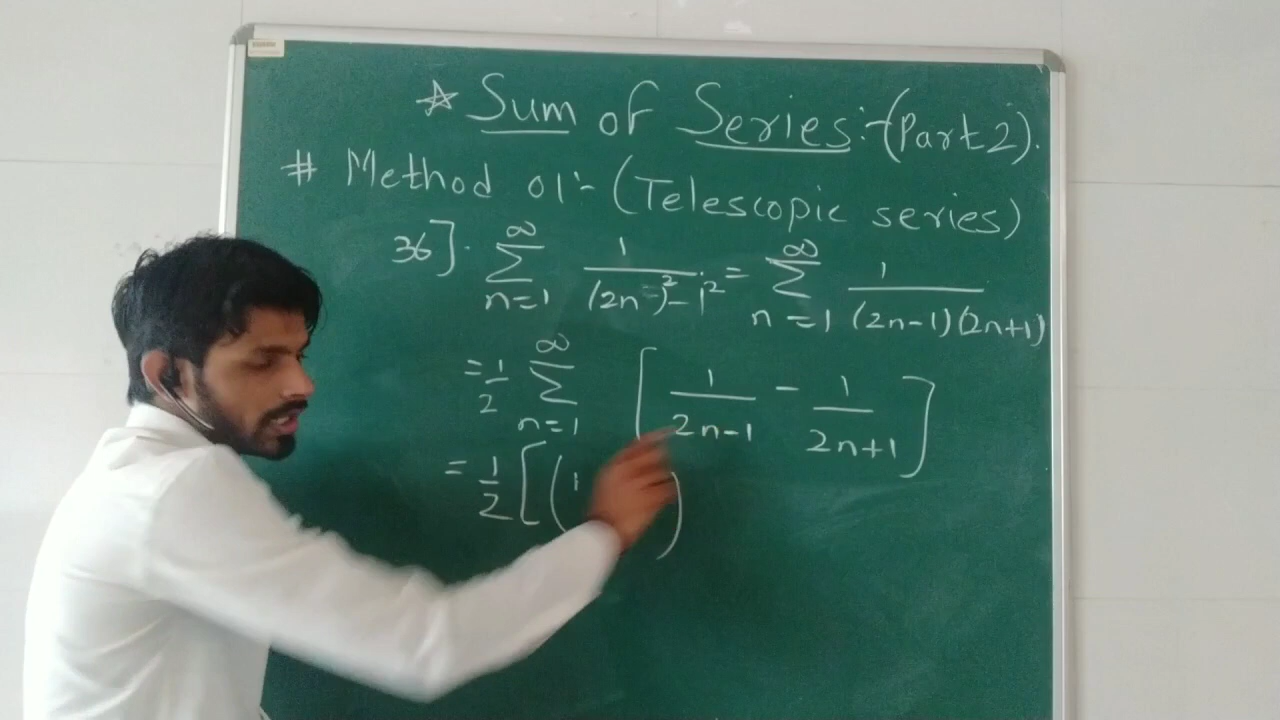 ☆ Sum of Series:-(Part 2).
# Method 01:- (Telescopic series)
36]. ∞∑n=1 1/((2n)²-1²) = ∞∑n=1 1/((2n-1)(2n+1))
= 1/2 ∞∑n=1 [1/(2n-1) - 1/(2n+1)]
= 1/2 [(1 )